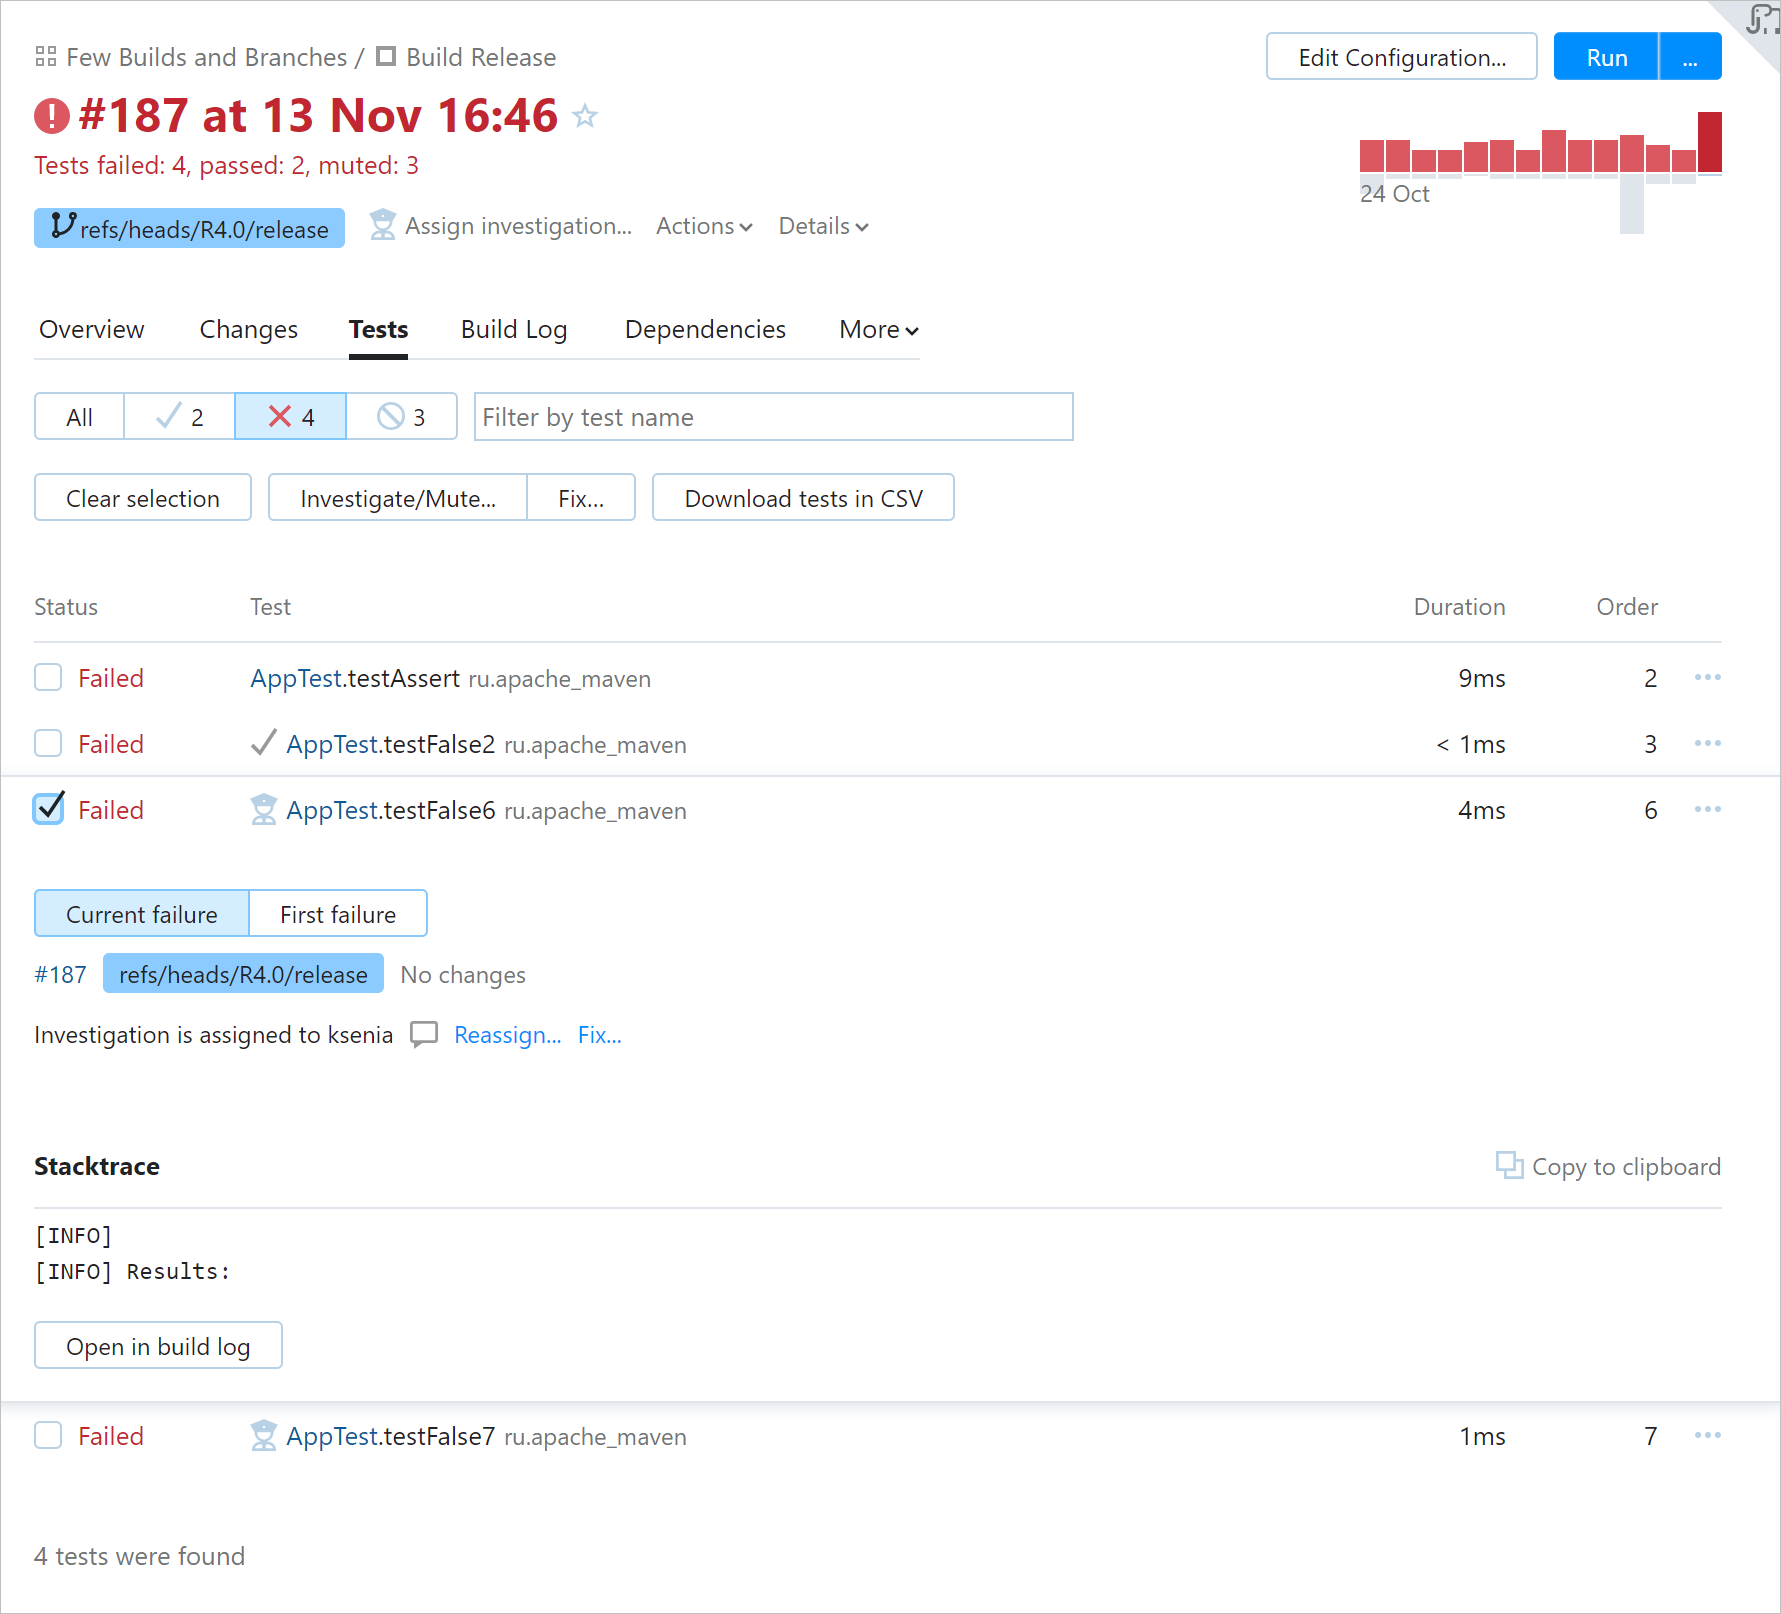 Few Builds and Branches / Build Release
Edit Configuration... Run ...
#187 at 13 Nov 16:46
Tests failed: 4, passed: 2, muted: 3
24 Oct
refs/heads/R4.0/release Assign investigation... Actions Details
Overview Changes Tests Build Log Dependencies More
All 2 4 3 Filter by test name
Clear selection Investigate/Mute... Fix... Download tests in CSV
Status Test Duration Order
Failed AppTest.testAssert ru.apache_maven 9ms 2
Failed AppTest.testFalse2 ru.apache_maven < 1ms 3
Failed AppTest.testFalse6 ru.apache_maven 4ms 6
Current failure First failure
#187 refs/heads/R4.0/release No changes
Investigation is assigned to ksenia Reassign... Fix...
Stacktrace Copy to clipboard
[INFO]
[INFO] Results:
Open in build log
Failed AppTest.testFalse7 ru.apache_maven 1ms 7
4 tests were found